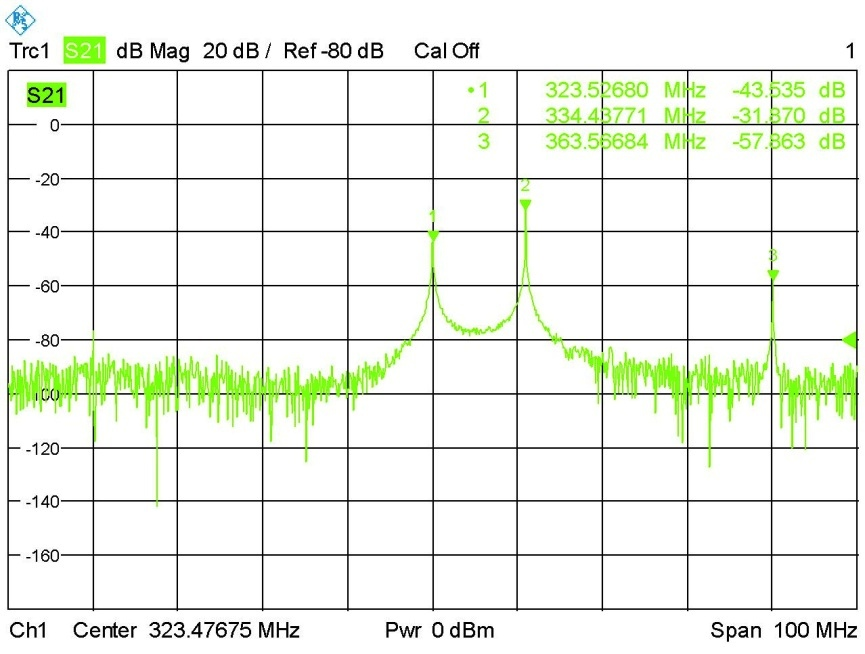 Trc1 S21 dB Mag 20 dB / Ref -80 dB Cal Off 1
S21
•1 323.52680 MHz -43.535 dB
2 334.43771 MHz -31.870 dB
3 363.56684 MHz -57.863 dB
0
-20
2
-40
1
-60
3
-80
-100
-120
-140
-160
Ch1 Center 323.47675 MHz Pwr 0 dBm Span 100 MHz